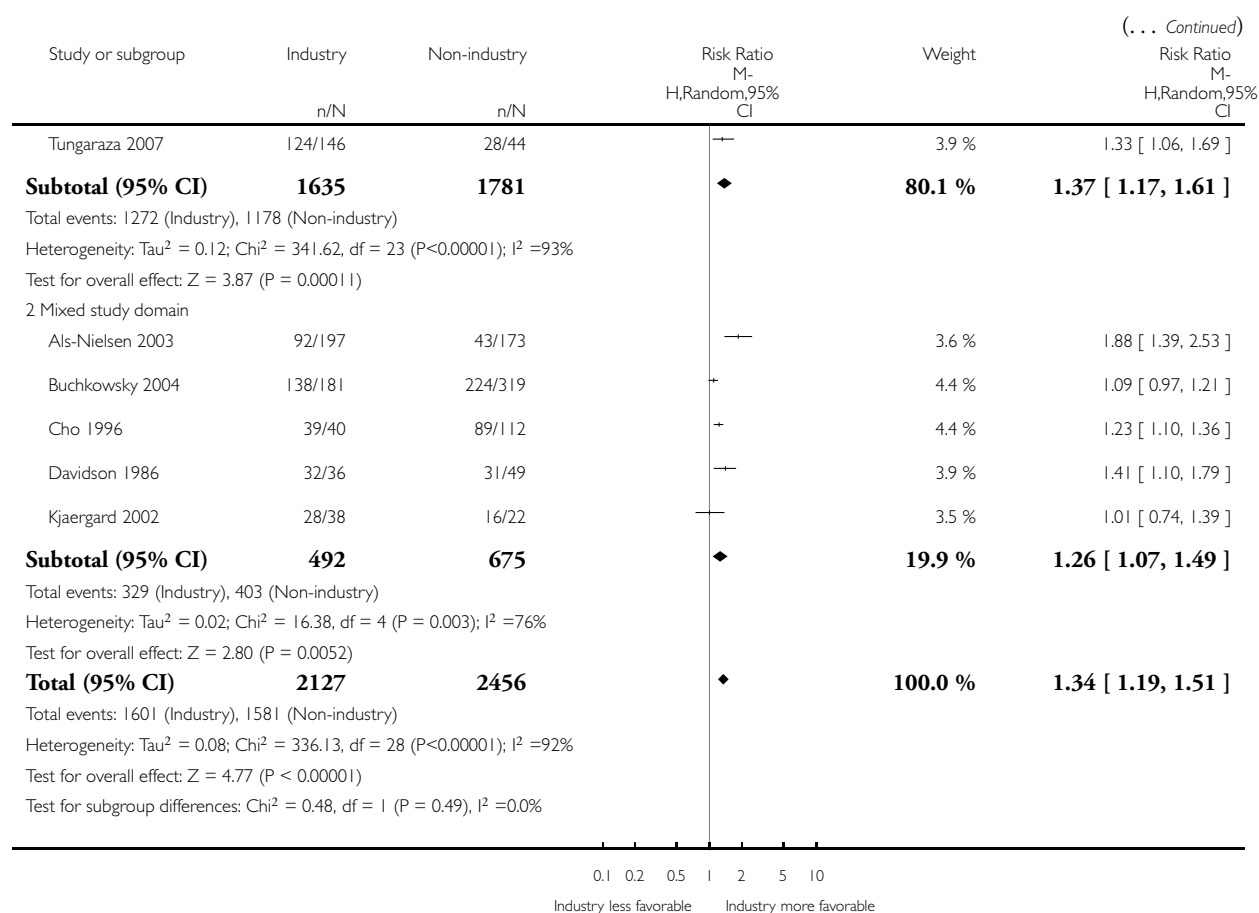 (... Continued)
Study or subgroup Industry Non-industry Risk Ratio Weight Risk Ratio
M-H,Random,95% CI M-H,Random,95% CI
n/N n/N
Tungaraza 2007 124/146 28/44 3.9 % 1.33 [ 1.06, 1.69 ]
Subtotal (95% CI) 1635 1781 80.1 % 1.37 [ 1.17, 1.61 ]
Total events: 1272 (Industry), 1178 (Non-industry)
Heterogeneity: Tau² = 0.12; Chi² = 341.62, df = 23 (P<0.00001); I² =93%
Test for overall effect: Z = 3.87 (P = 0.00011)
2 Mixed study domain
Als-Nielsen 2003 92/197 43/173 3.6 % 1.88 [ 1.39, 2.53 ]
Buchkowsky 2004 138/181 224/319 4.4 % 1.09 [ 0.97, 1.21 ]
Cho 1996 39/40 89/112 4.4 % 1.23 [ 1.10, 1.36 ]
Davidson 1986 32/36 31/49 3.9 % 1.41 [ 1.10, 1.79 ]
Kjaergard 2002 28/38 16/22 3.5 % 1.01 [ 0.74, 1.39 ]
Subtotal (95% CI) 492 675 19.9 % 1.26 [ 1.07, 1.49 ]
Total events: 329 (Industry), 403 (Non-industry)
Heterogeneity: Tau² = 0.02; Chi² = 16.38, df = 4 (P = 0.003); I² =76%
Test for overall effect: Z = 2.80 (P = 0.0052)
Total (95% CI) 2127 2456 100.0 % 1.34 [ 1.19, 1.51 ]
Total events: 1601 (Industry), 1581 (Non-industry)
Heterogeneity: Tau² = 0.08; Chi² = 336.13, df = 28 (P<0.00001); I² =92%
Test for overall effect: Z = 4.77 (P < 0.00001)
Test for subgroup differences: Chi² = 0.48, df = 1 (P = 0.49), I² =0.0%
0.1 0.2 0.5 1 2 5 10
Industry less favorable Industry more favorable